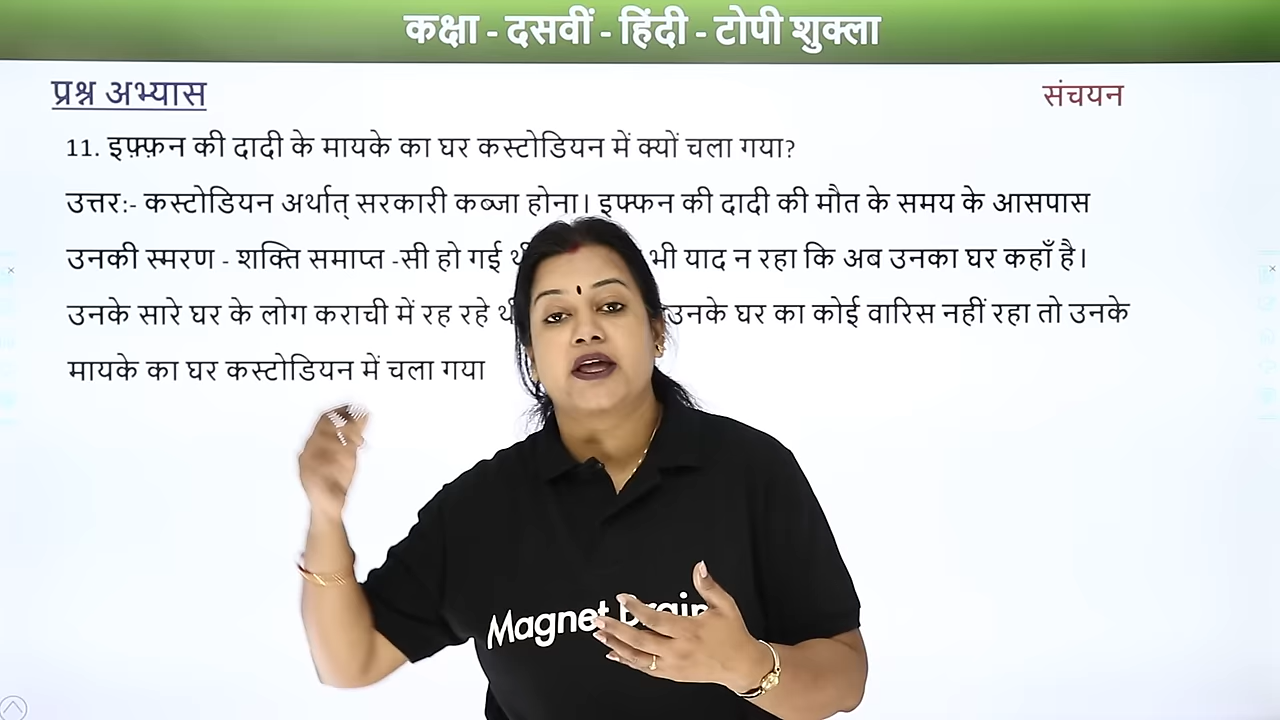 कक्षा - दसवीं - हिंदी - टोपी शुक्ला
प्रश्न अभ्यास
संचयन
11. इफ़्फ़न की दादी के मायके का घर कस्टोडियन में क्यों चला गया?
उत्तर:- कस्टोडियन अर्थात् सरकारी कब्जा होना। इफ्फन की दादी की मौत के समय के आसपास
उनकी स्मरण - शक्ति समाप्त -सी हो गई भी याद न रहा कि अब उनका घर कहाँ है।
उनके सारे घर के लोग कराची में रह रहे उनके घर का कोई वारिस नहीं रहा तो उनके
मायके का घर कस्टोडियन में चला गया
Magnet Brain